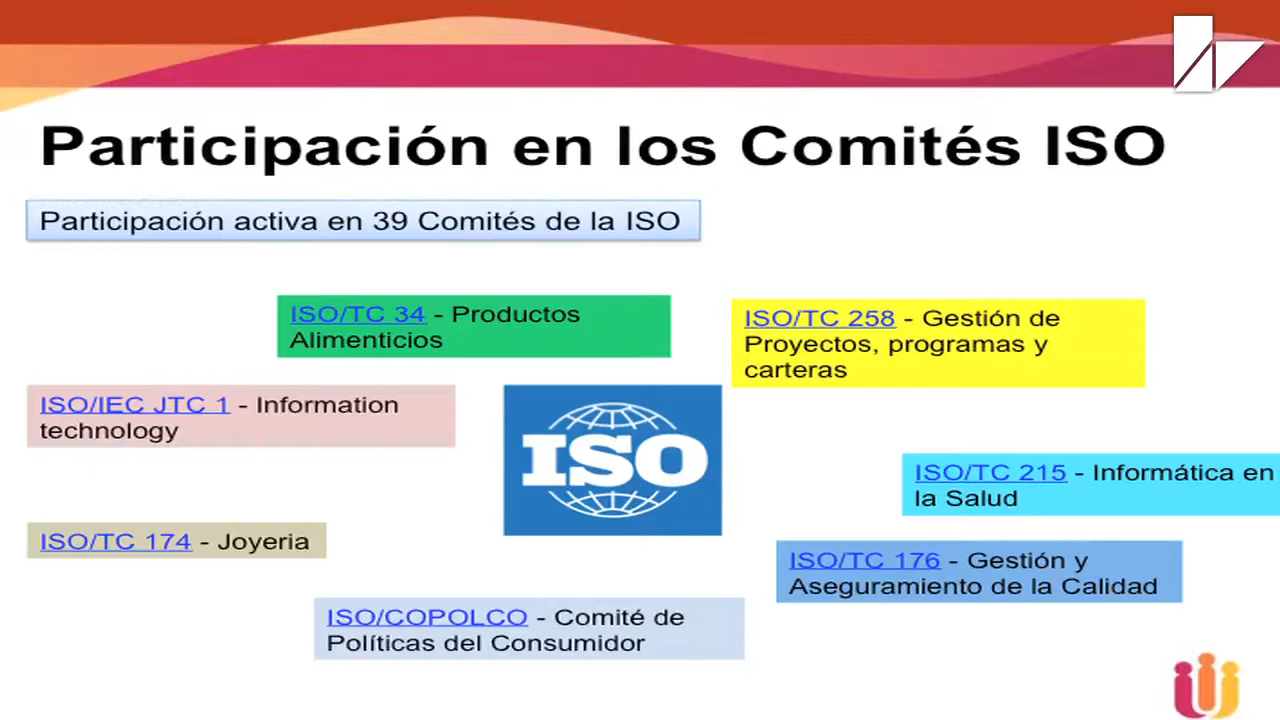 Participación en los Comités ISO
Participación activa en 39 Comités de la ISO
ISO/TC 34 - Productos
Alimenticios
ISO/TC 258 - Gestión de
Proyectos, programas y
carteras
ISO/IEC JTC 1 - Information
technology
ISO
ISO/TC 215 - Informática en
la Salud
ISO/TC 174 - Joyeria
ISO/TC 176 - Gestión y
Aseguramiento de la Calidad
ISO/COPOLCO - Comité de
Políticas del Consumidor